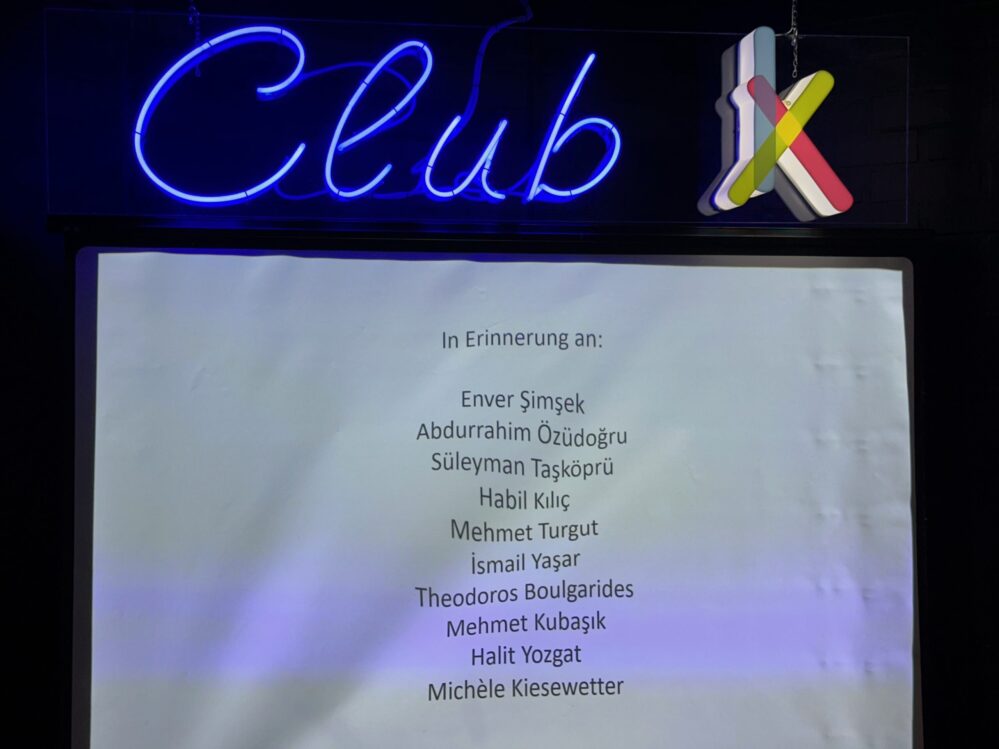 Club K
In Erinnerung an:
Enver Şimşek
Abdurrahim Özüdoğru
Süleyman Taşköprü
Habil Kılıç
Mehmet Turgut
İsmail Yaşar
Theodoros Boulgarides
Mehmet Kubaşık
Halit Yozgat
Michèle Kiesewetter